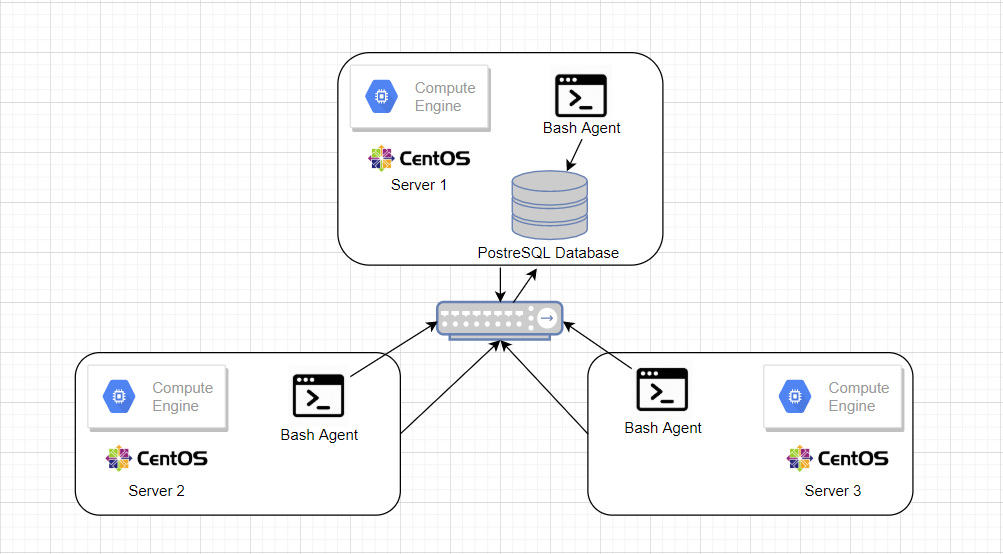 Compute
Engine
Bash Agent
CentOS
Server 1
PostreSQL Database
Compute
Engine
Bash Agent
CentOS
Server 2
Compute
Engine
Bash Agent
CentOS
Server 3